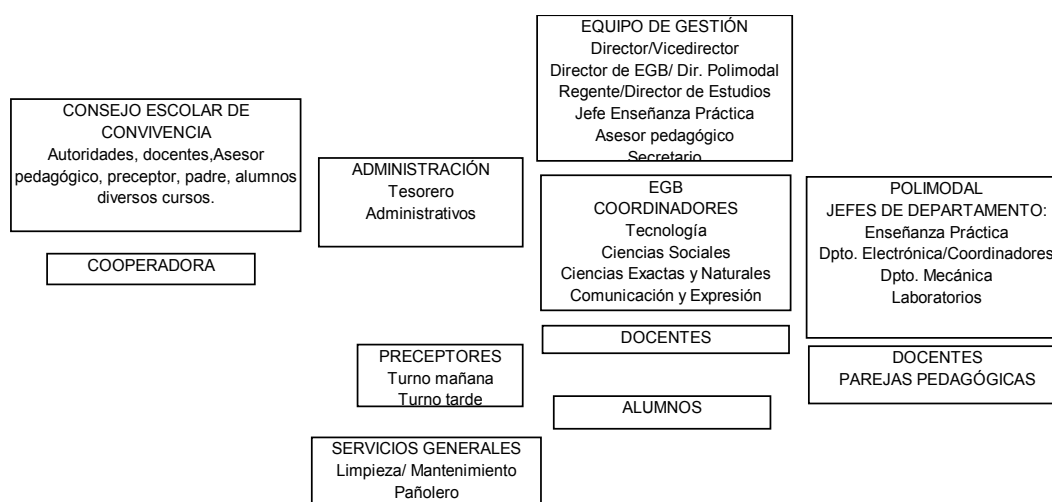 EQUIPO DE GESTIÓN
Director/Vicedirector
Director de EGB/ Dir. Polimodal
Regente/Director de Estudios
Jefe Enseñanza Práctica
Asesor pedagógico
Secretario
CONSEJO ESCOLAR DE
CONVIVENCIA
Autoridades, docentes,Asesor
pedagógico, preceptor, padre, alumnos
diversos cursos.
ADMINISTRACIÓN
Tesorero
Administrativos
EGB
COORDINADORES
Tecnología
Ciencias Sociales
Ciencias Exactas y Naturales
Comunicación y Expresión
POLIMODAL
JEFES DE DEPARTAMENTO:
Enseñanza Práctica
Dpto. Electrónica/Coordinadores
Dpto. Mecánica
Laboratorios
COOPERADORA
DOCENTES
PRECEPTORES
Turno mañana
Turno tarde
DOCENTES
PAREJAS PEDAGÓGICAS
ALUMNOS
SERVICIOS GENERALES
Limpieza/ Mantenimiento
Pañolero